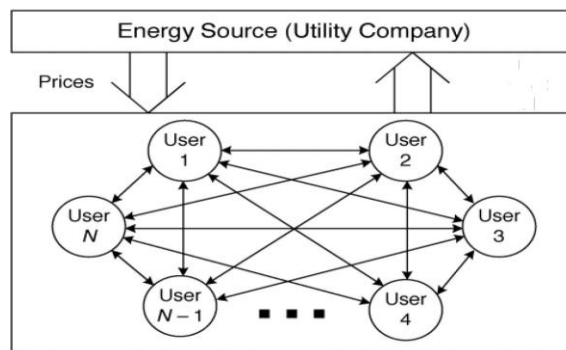 Energy Source (Utility Company)
Prices
User
1
User
2
User
N
User
3
User
N – 1
User
4